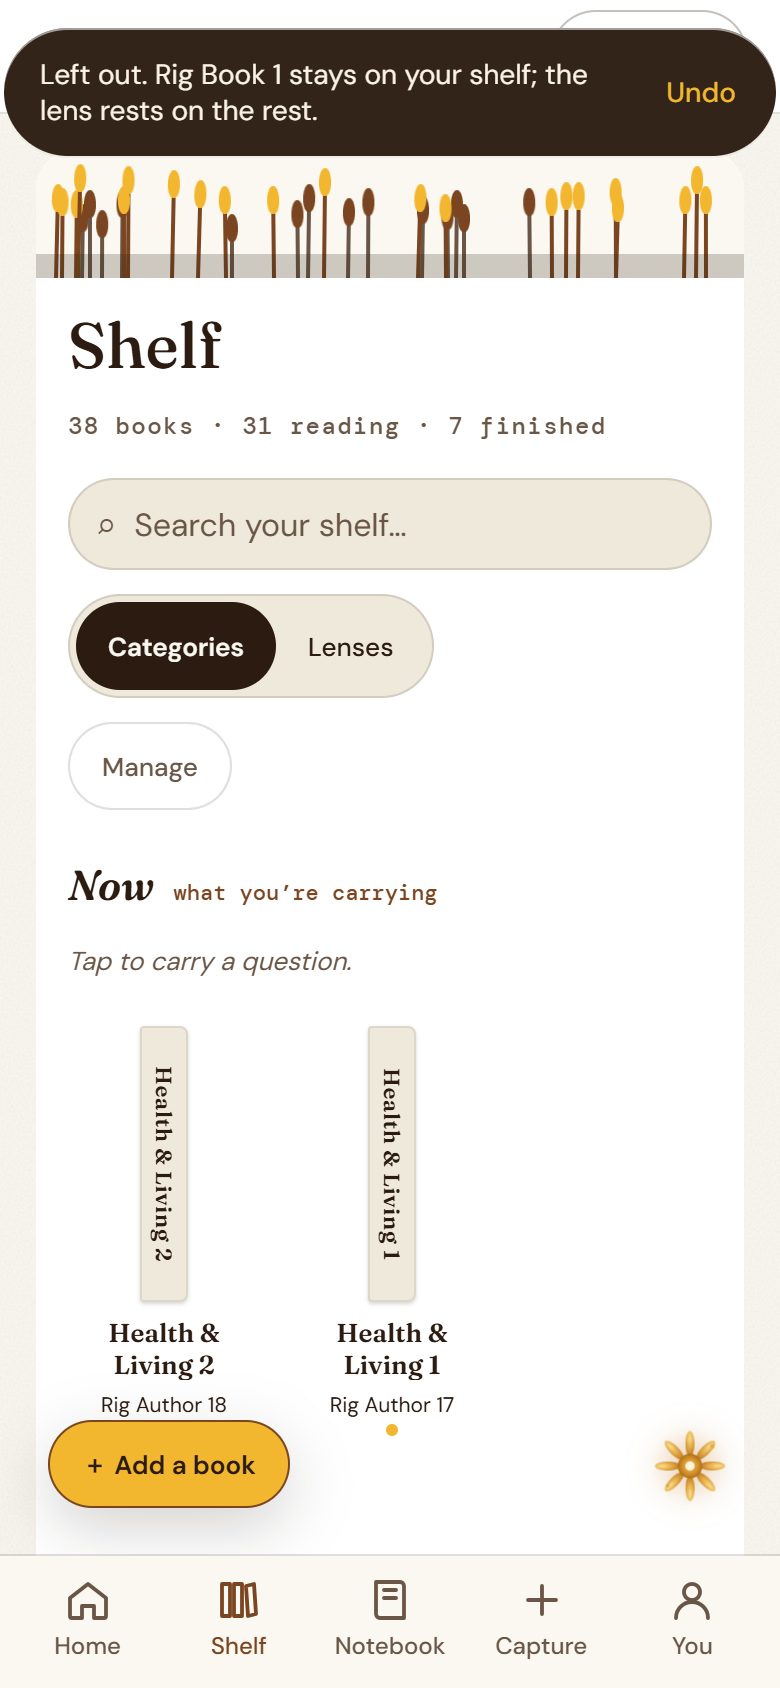 Left out. Rig Book 1 stays on your shelf; the
lens rests on the rest.
Undo
Shelf
38 books · 31 reading · 7 finished
Search your shelf...
Categories
Lenses
Manage
Now what you’re carrying
Tap to carry a question.
Health & Living 2
Health & Living 1
Health &
Living 2
Rig Author 18
Health &
Living 1
Rig Author 17
+ Add a book
Home
Shelf
Notebook
Capture
You